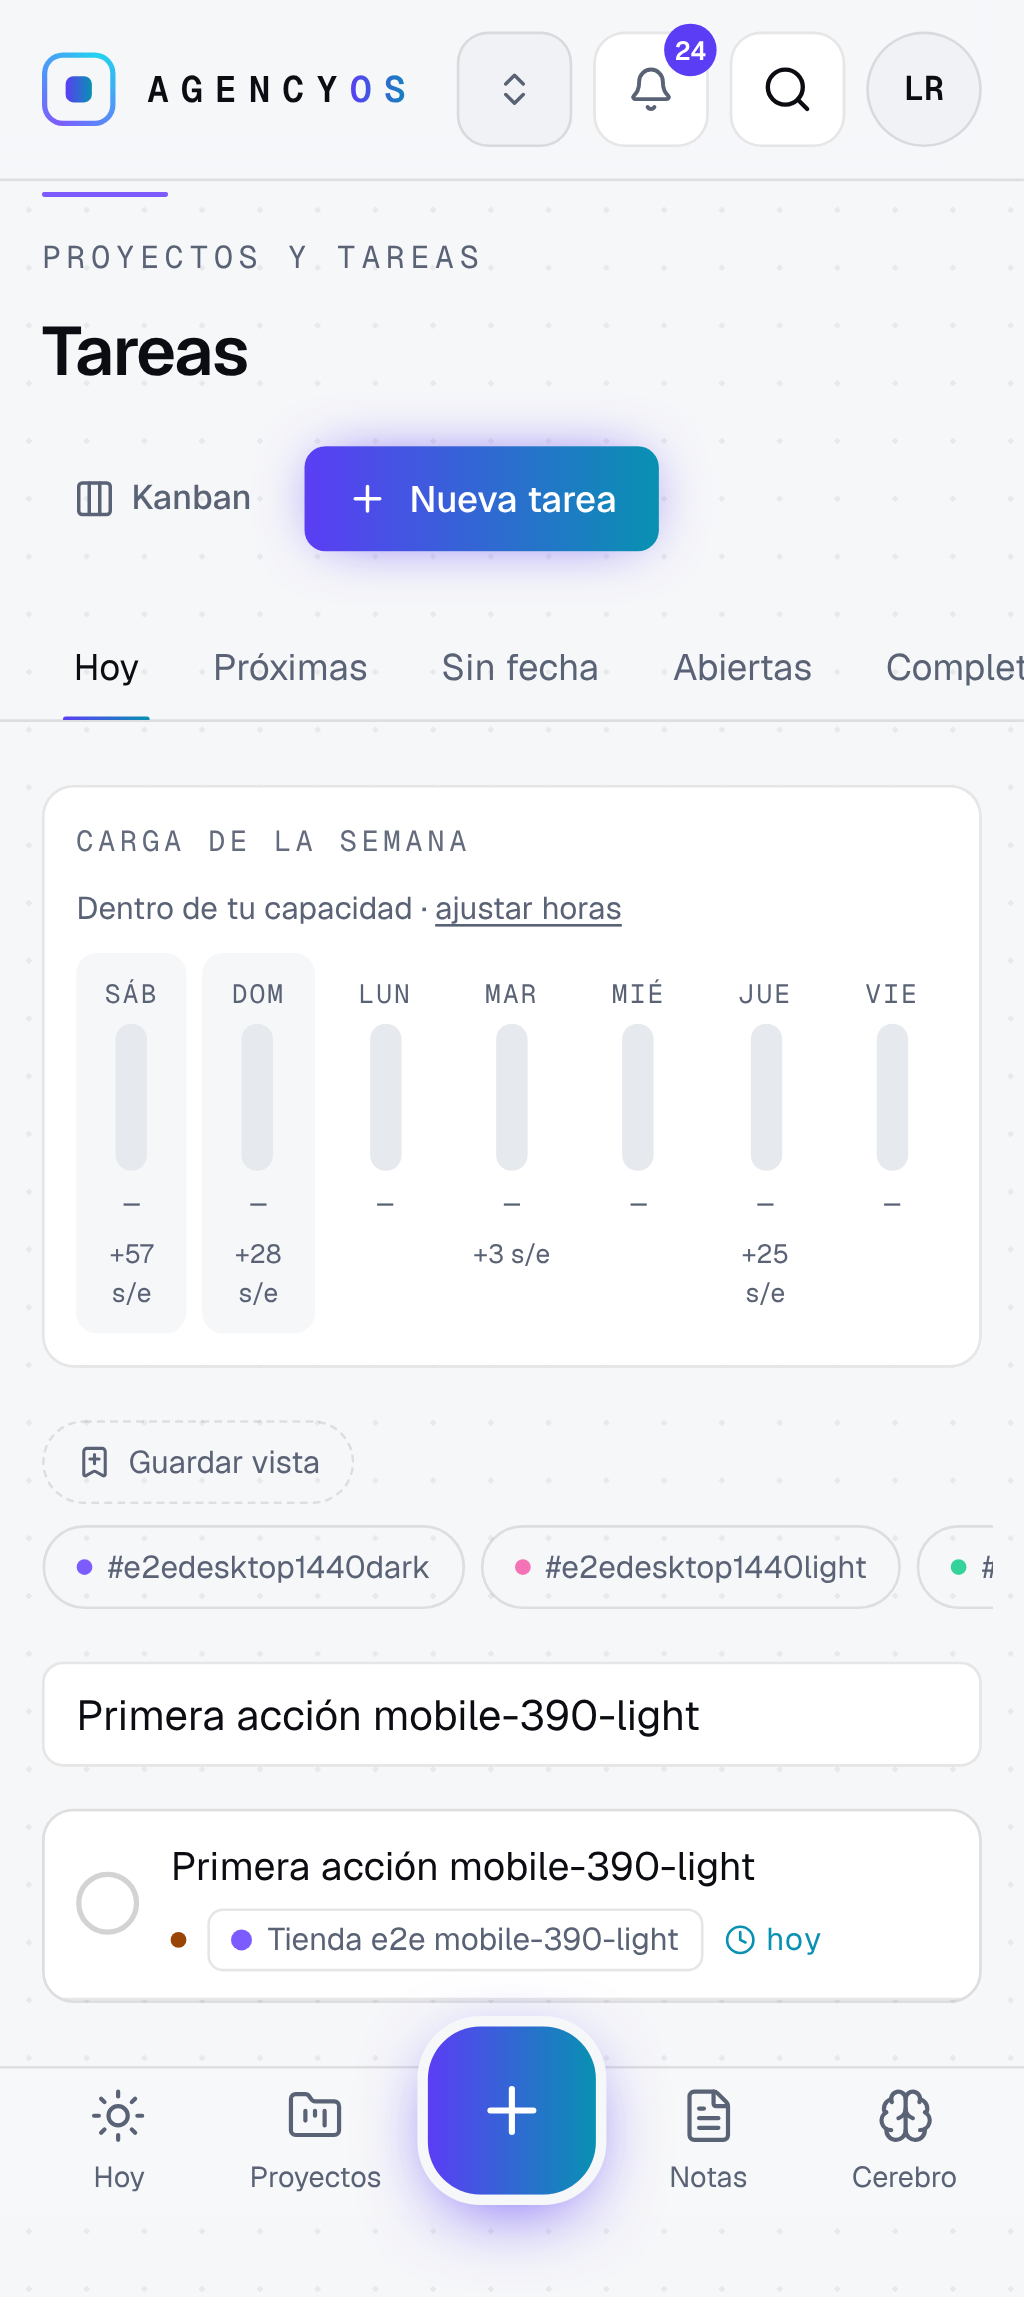 AGENCYOS
24
LR
PROYECTOS Y TAREAS
Tareas
Kanban
Nueva tarea
Hoy Próximas Sin fecha Abiertas Complet
CARGA DE LA SEMANA
Dentro de tu capacidad · ajustar horas
SÁB DOM LUN MAR MIÉ JUE VIE
– – – – – – –
+57 s/e +28 s/e +3 s/e +25 s/e
Guardar vista
#e2edesktop1440dark #e2edesktop1440light #
Primera acción mobile-390-light
Primera acción mobile-390-light
Tienda e2e mobile-390-light hoy
Hoy Proyectos Notas Cerebro